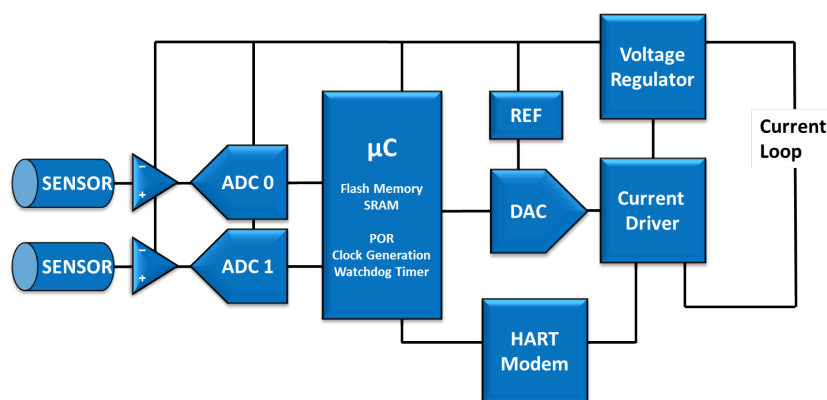 Voltage
Regulator
REF
Current
Loop
µC
Flash Memory
SRAM
POR
Clock Generation
Watchdog Timer
SENSOR
−
+
ADC 0
DAC
Current
Driver
SENSOR
−
+
ADC 1
HART
Modem